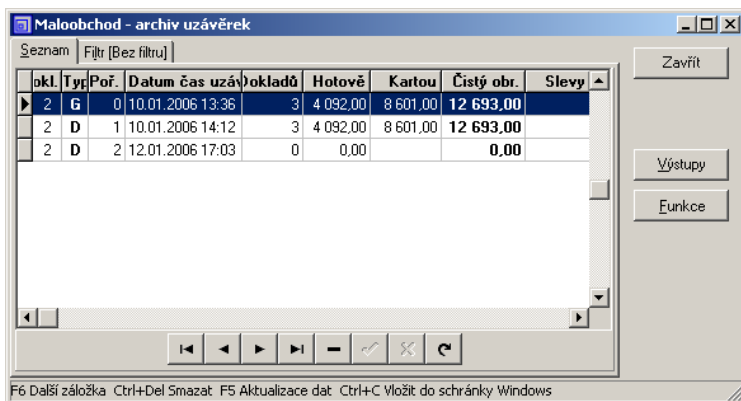 Maloobchod - archiv uzávěrek
Seznam Filtr [Bez filtru]
Zavřít
okl. Typ Poř. Datum čas uzáv Dokladů Hotově Kartou Čistý obr. Slevy
2 G 0 10.01.2006 13:36 3 4 092,00 8 601,00 12 693,00
2 D 1 10.01.2006 14:12 3 4 092,00 8 601,00 12 693,00
2 D 2 12.01.2006 17:03 0 0,00 0,00
Výstupy
Funkce
F6 Další záložka Ctrl+Del Smazat F5 Aktualizace dat Ctrl+C Vložit do schránky Windows